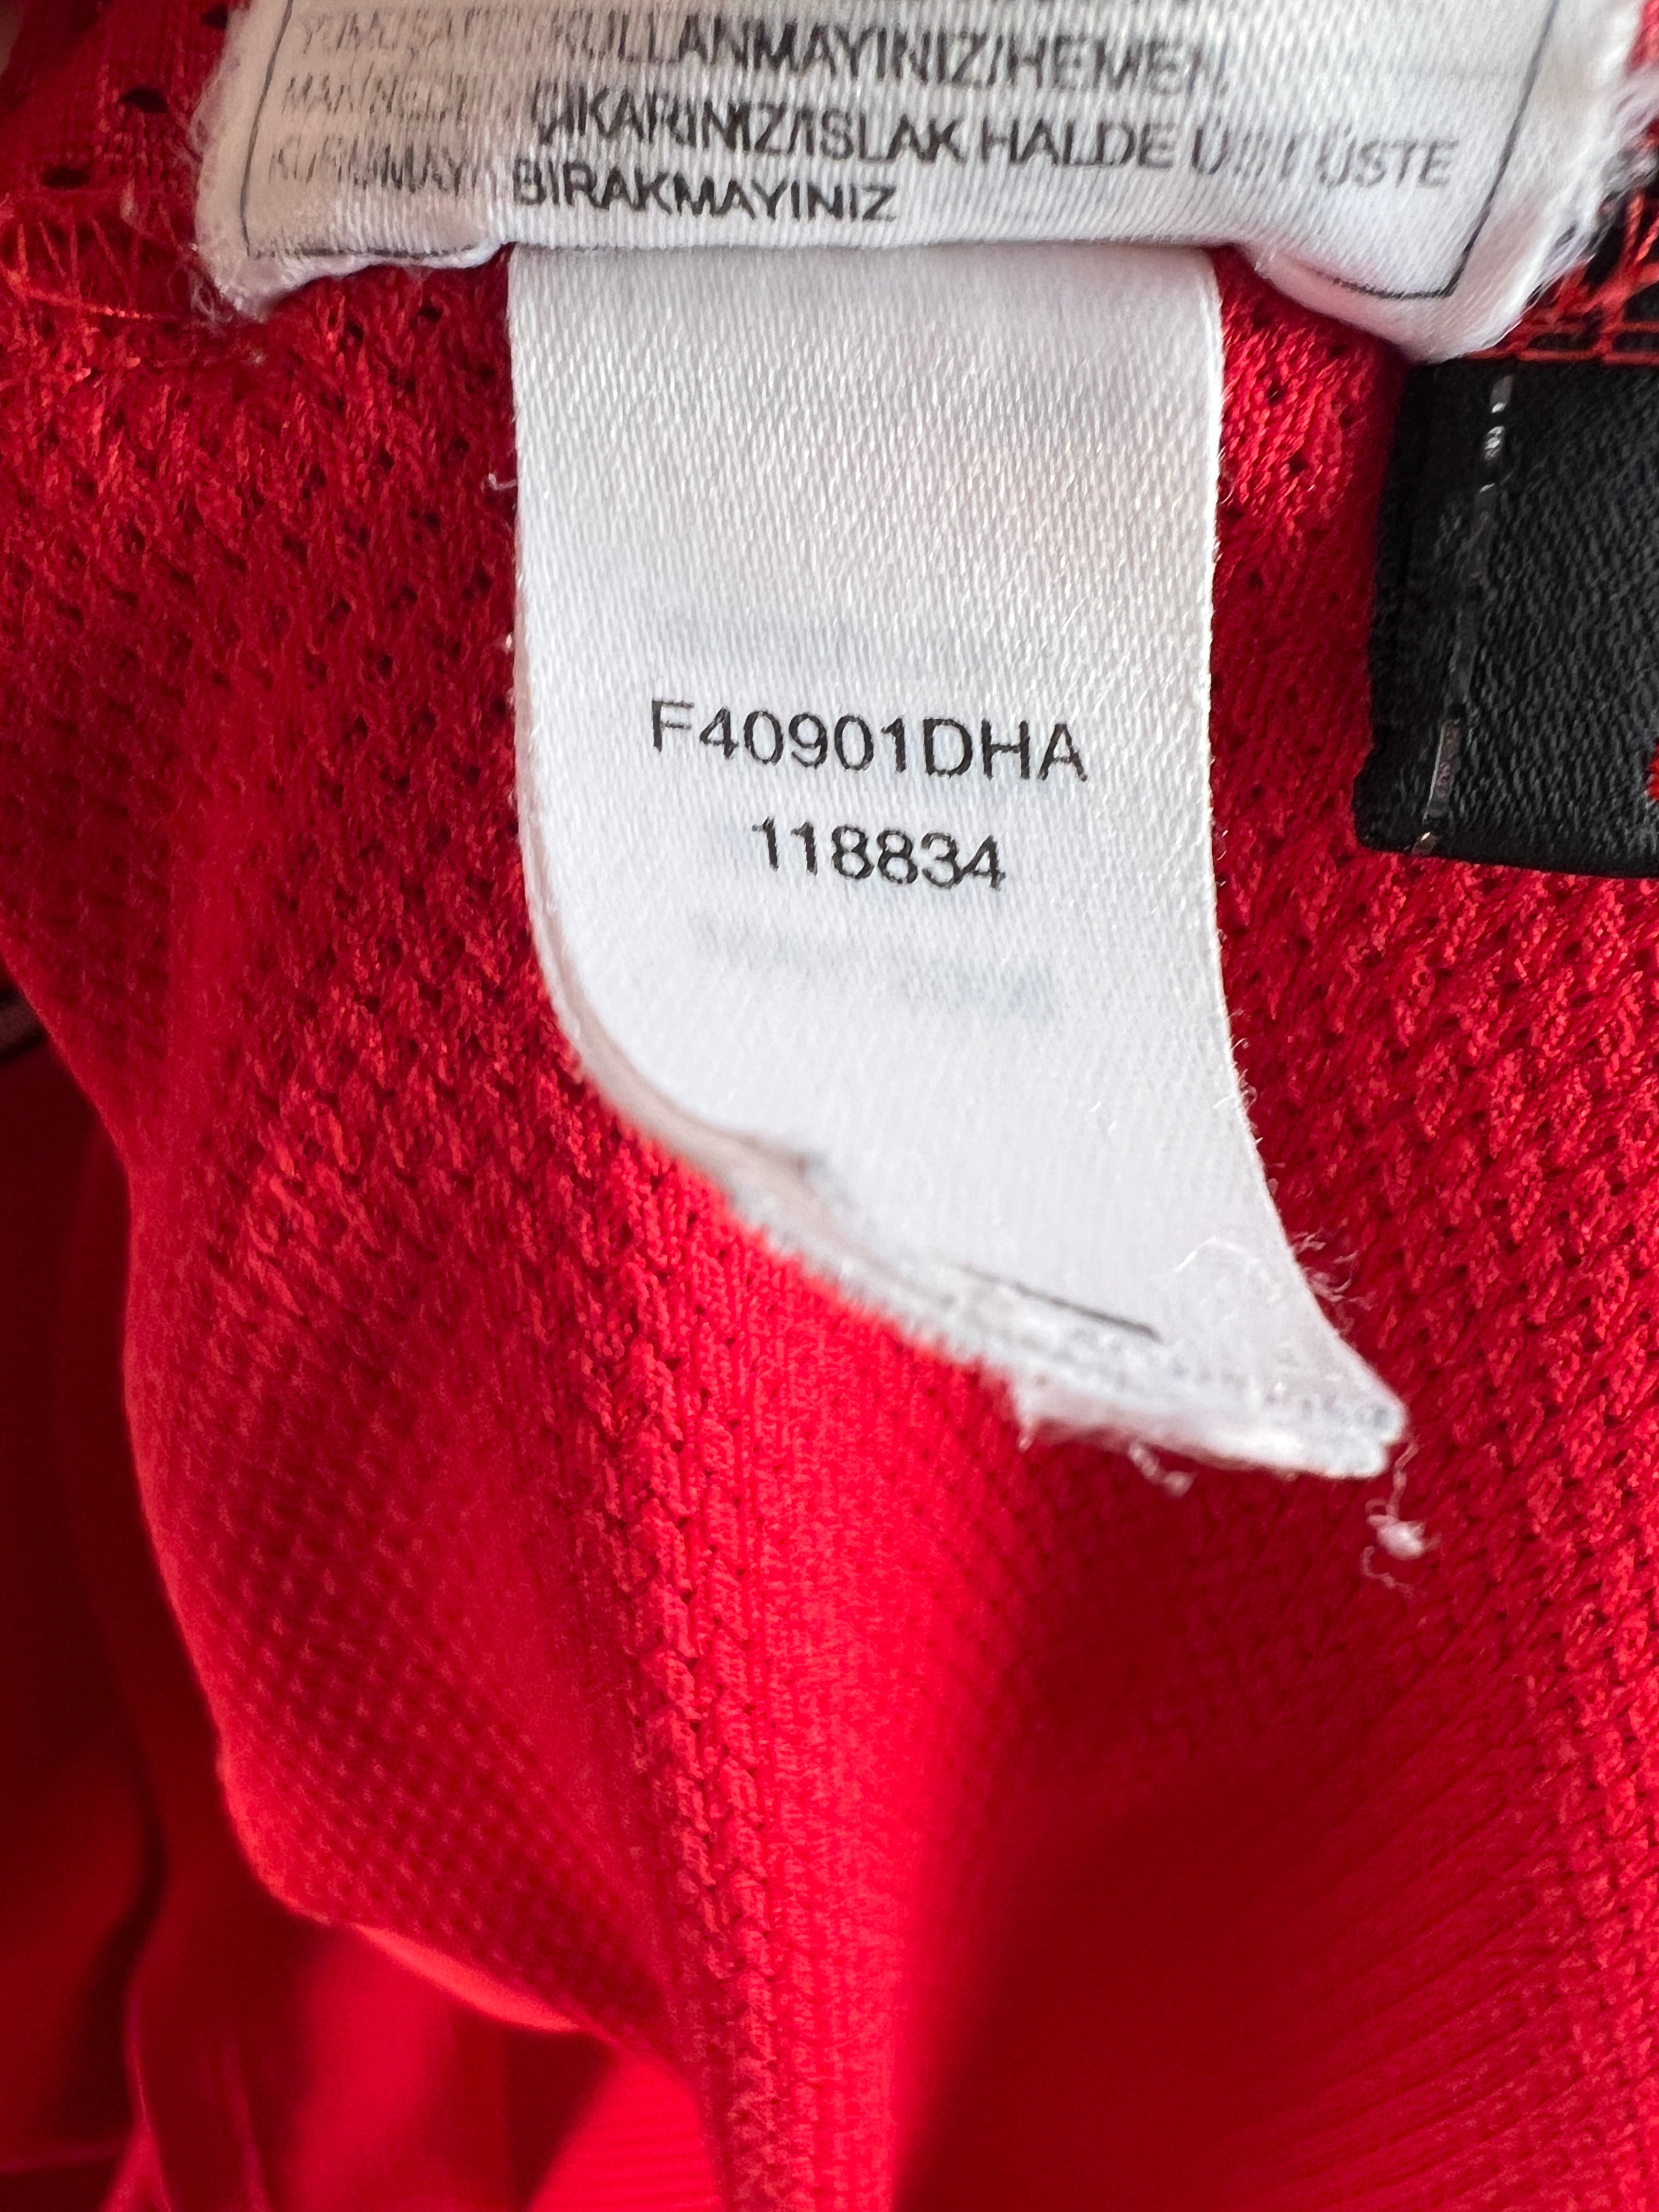 KULLANMAYINIZ/HEMEN
ÇIKARINIZ/ISLAK HALDE ÜST ÜSTE
BIRAKMAYINIZ
F40901DHA
118834